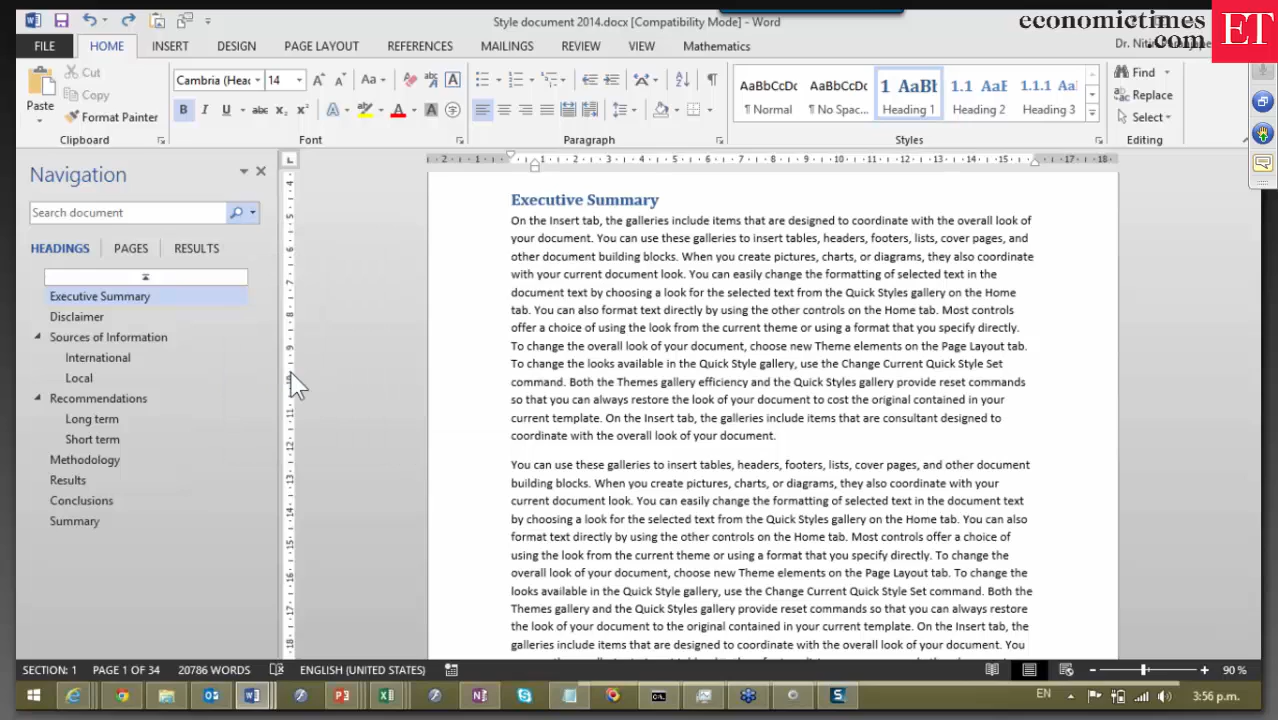 Style document 2014.docx [Compatibility Mode] - Word
economictimes
.com
ET
FILE HOME INSERT DESIGN PAGE LAYOUT REFERENCES MAILINGS REVIEW VIEW Mathematics
Paste
Cut
Copy
Format Painter
Clipboard
Cambria (Heac 14
Font
Paragraph
AaBbCcDc AaBbCcDc 1 AaBl 1.1 AaE 1.1.1 Aa
¶ Normal ¶ No Spac... Heading 1 Heading 2 Heading 3
Styles
Find
Replace
Select
Editing
Navigation
Search document
HEADINGS PAGES RESULTS
Executive Summary
Disclaimer
Sources of Information
International
Local
Recommendations
Long term
Short term
Methodology
Results
Conclusions
Summary
Executive Summary
On the Insert tab, the galleries include items that are designed to coordinate with the overall look of
your document. You can use these galleries to insert tables, headers, footers, lists, cover pages, and
other document building blocks. When you create pictures, charts, or diagrams, they also coordinate
with your current document look. You can easily change the formatting of selected text in the
document text by choosing a look for the selected text from the Quick Styles gallery on the Home
tab. You can also format text directly by using the other controls on the Home tab. Most controls
offer a choice of using the look from the current theme or using a format that you specify directly.
To change the overall look of your document, choose new Theme elements on the Page Layout tab.
To change the looks available in the Quick Style gallery, use the Change Current Quick Style Set
command. Both the Themes gallery efficiency and the Quick Styles gallery provide reset commands
so that you can always restore the look of your document to cost the original contained in your
current template. On the Insert tab, the galleries include items that are consultant designed to
coordinate with the overall look of your document.
You can use these galleries to insert tables, headers, footers, lists, cover pages, and other document
building blocks. When you create pictures, charts, or diagrams, they also coordinate with your
current document look. You can easily change the formatting of selected text in the document text
by choosing a look for the selected text from the Quick Styles gallery on the Home tab. You can also
format text directly by using the other controls on the Home tab. Most controls offer a choice of
using the look from the current theme or using a format that you specify directly. To change the
overall look of your document, choose new Theme elements on the Page Layout tab. To change the
looks available in the Quick Style gallery, use the Change Current Quick Style Set command. Both the
Themes gallery and the Quick Styles gallery provide reset commands so that you can always restore
the look of your document to the original contained in your current template. On the Insert tab, the
galleries include items that are designed to coordinate with the overall look of your document. You
SECTION: 1 PAGE 1 OF 34 20786 WORDS ENGLISH (UNITED STATES) 90 %
EN 3:56 p.m.